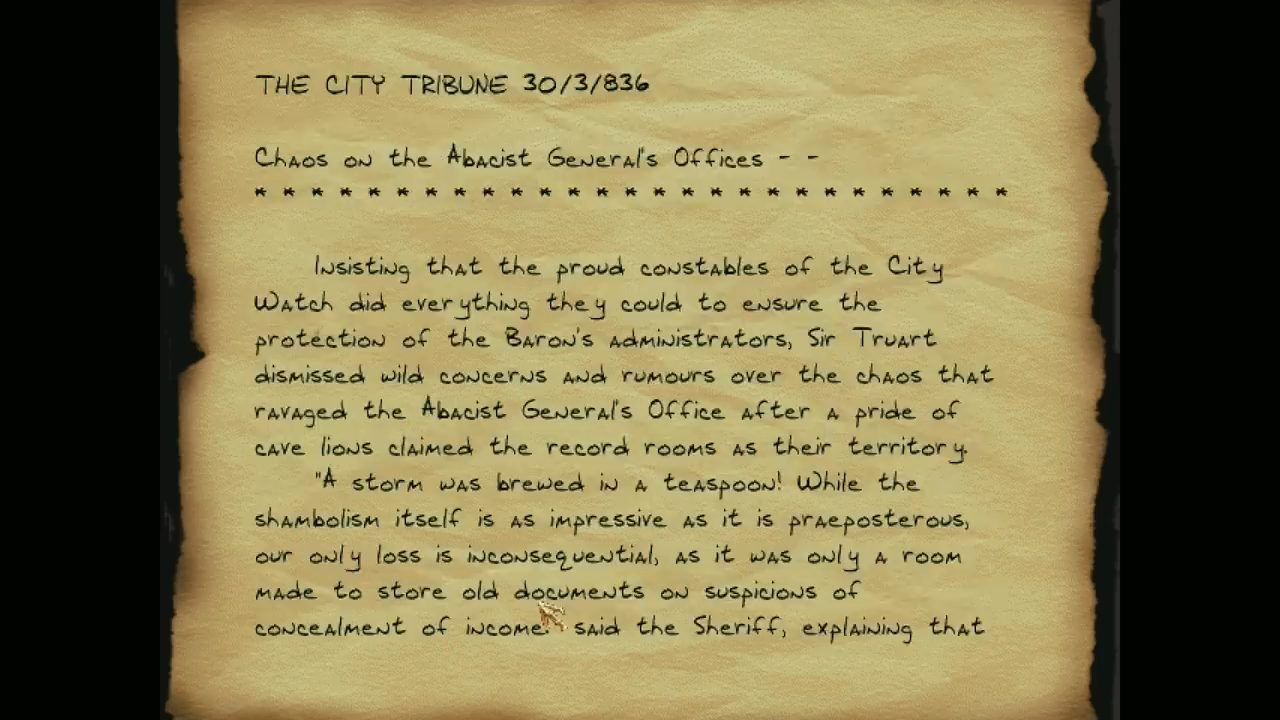 THE CITY TRIBUNE 30/3/836
Chaos on the Abacist General's Offices - -
* * * * * * * * * * * * * * * * * * * * * * * * * * *
Insisting that the proud constables of the City
Watch did everything they could to ensure the
protection of the Baron's administrators, Sir Truart
dismissed wild concerns and rumours over the chaos that
ravaged the Abacist General's Office after a pride of
cave lions claimed the record rooms as their territory.
"A storm was brewed in a teaspoon! While the
shambolism itself is as impressive as it is praeposterous,
our only loss is inconsequential, as it was only a room
made to store old documents on suspicions of
concealment of income." said the Sheriff, explaining that